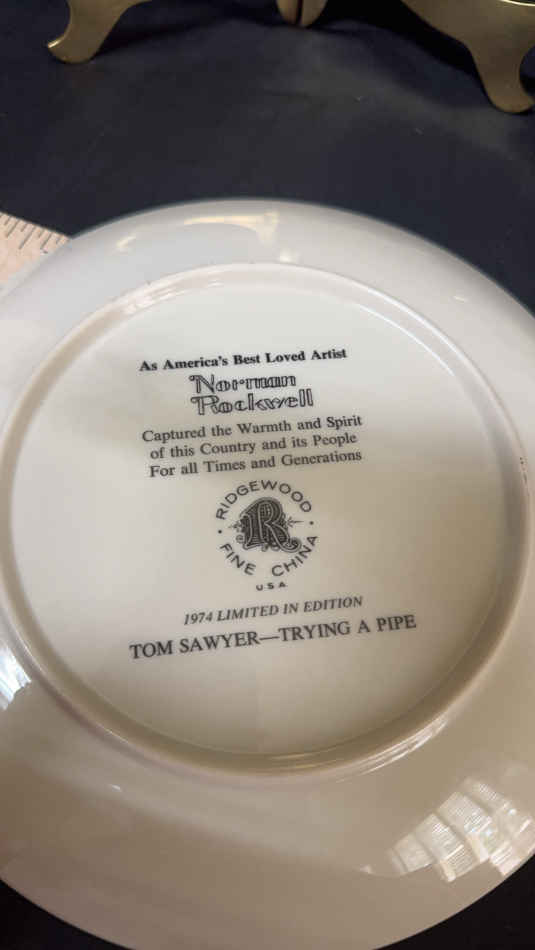 As America's Best Loved Artist
Norman
Rockwell
Captured the Warmth and Spirit
of this Country and its People
For all Times and Generations
RIDGEWOOD
R
FINE CHINA
USA
1974 LIMITED IN EDITION
TOM SAWYER—TRYING A PIPE